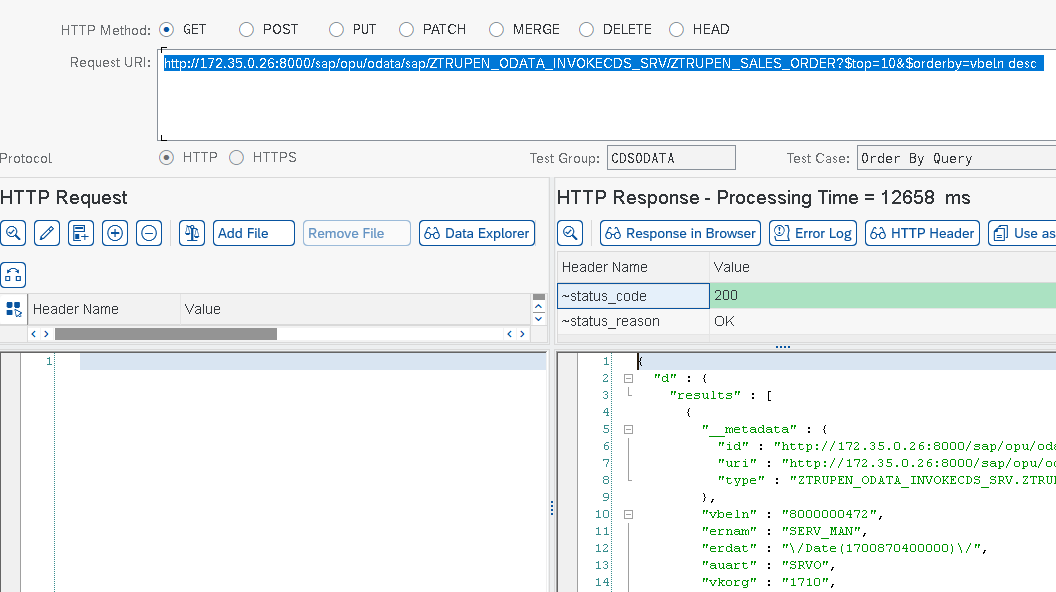 HTTP Method: GET POST PUT PATCH MERGE DELETE HEAD
Request URI: http://172.35.0.26:8000/sap/opu/odata/sap/ZTRUPEN_ODATA_INVOKECDS_SRV/ZTRUPEN_SALES_ORDER?$top=10&$orderby=vbeln desc
Protocol HTTP HTTPS Test Group: CDSODATA Test Case: Order By Query
HTTP Request
Add File Remove File Data Explorer
Header Name Value
1
HTTP Response - Processing Time = 12658 ms
Response in Browser Error Log HTTP Header Use as
Header Name Value
~status_code 200
~status_reason OK
1 {
2 "d" : {
3 "results" : [
4 {
5 "__metadata" : {
6 "id" : "http://172.35.0.26:8000/sap/opu/oda
7 "uri" : "http://172.35.0.26:8000/sap/opu/od
8 "type" : "ZTRUPEN_ODATA_INVOKECDS_SRV.ZTRUP
9 },
10 "vbeln" : "8000000472",
11 "ernam" : "SERV_MAN",
12 "erdat" : "\/Date(1700870400000)\/",
13 "auart" : "SRVO",
14 "vkorg" : "1710",